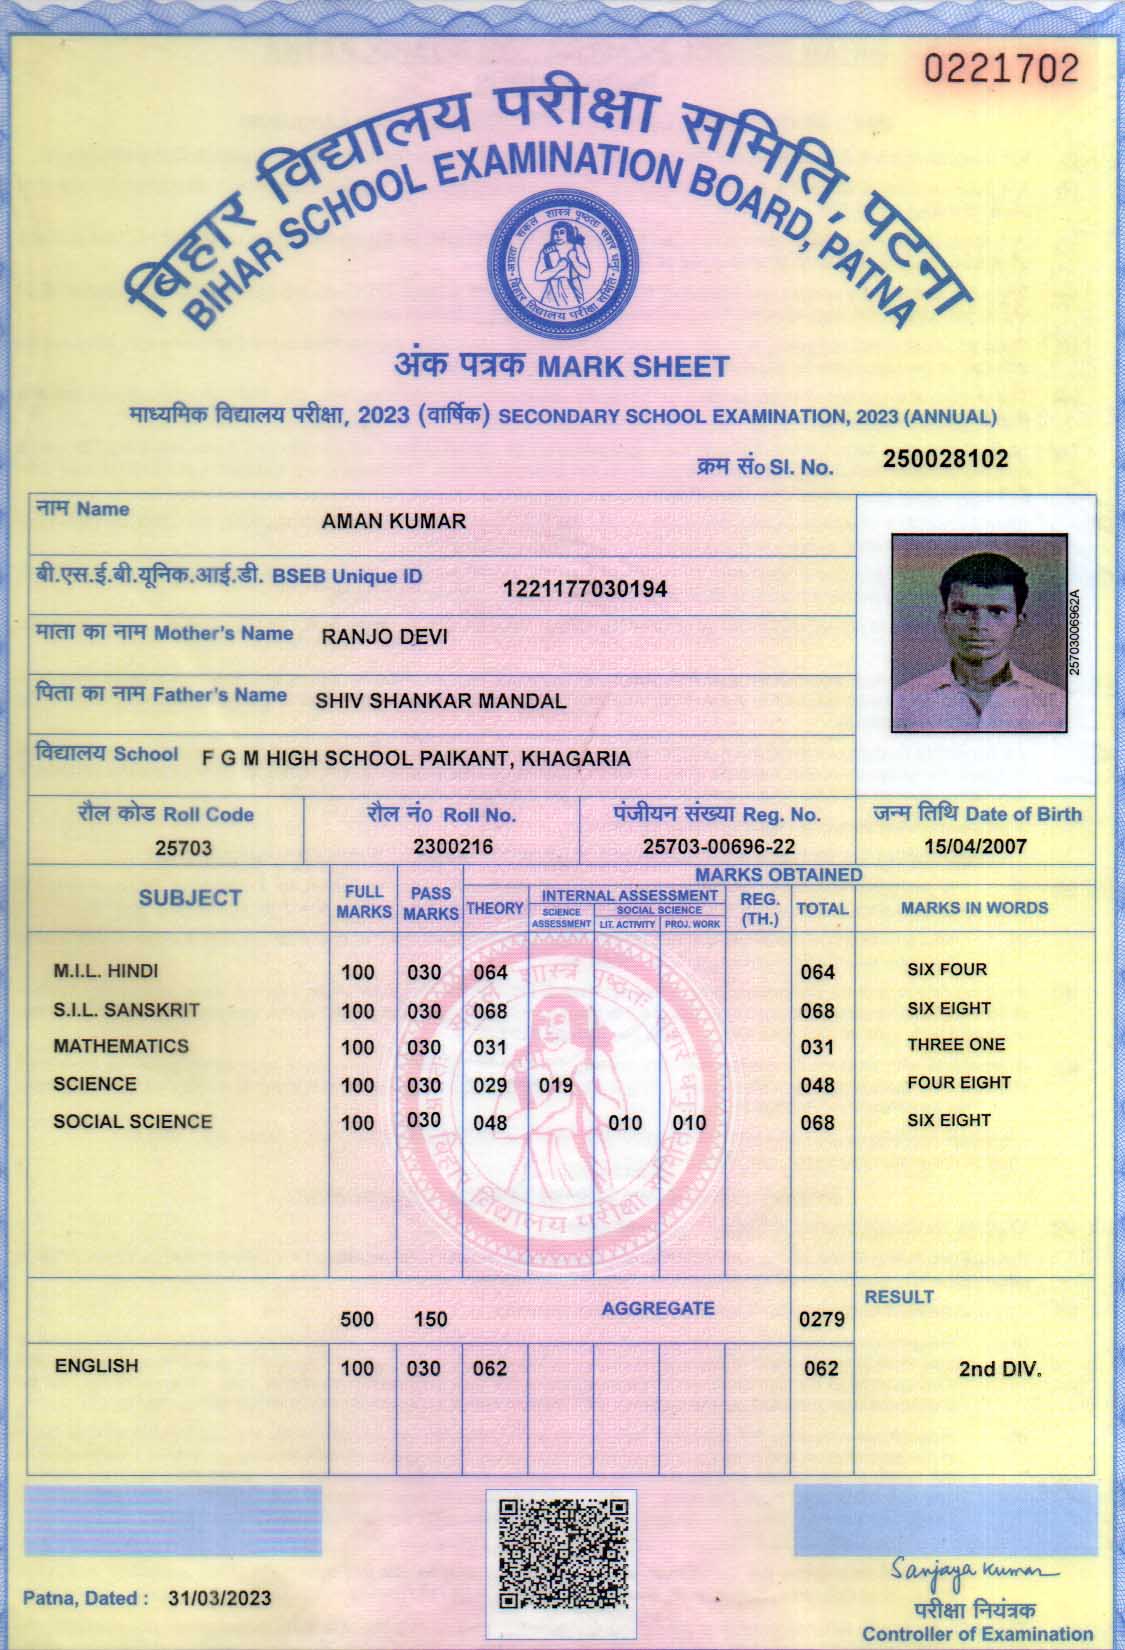 0221702
बिहार विद्यालय परीक्षा समिति, पटना
BIHAR SCHOOL EXAMINATION BOARD, PATNA
अंक पत्रक MARK SHEET
माध्यमिक विद्यालय परीक्षा, 2023 (वार्षिक) SECONDARY SCHOOL EXAMINATION, 2023 (ANNUAL)
क्रम सं० Sl. No. 250028102
नाम Name AMAN KUMAR
बी.एस.ई.बी.यूनिक.आई.डी. BSEB Unique ID 1221177030194
माता का नाम Mother's Name RANJO DEVI
पिता का नाम Father's Name SHIV SHANKAR MANDAL
विद्यालय School F G M HIGH SCHOOL PAIKANT, KHAGARIA
25703006962A
रौल कोड Roll Code रौल नं० Roll No. पंजीयन संख्या Reg. No. जन्म तिथि Date of Birth
25703 2300216 25703-00696-22 15/04/2007
SUBJECT FULL MARKS PASS MARKS MARKS OBTAINED
THEORY INTERNAL ASSESSMENT REG. (TH.) TOTAL MARKS IN WORDS
SCIENCE ASSESSMENT SOCIAL SCIENCE
LIT. ACTIVITY PROJ. WORK
M.I.L. HINDI 100 030 064 064 SIX FOUR
S.I.L. SANSKRIT 100 030 068 068 SIX EIGHT
MATHEMATICS 100 030 031 031 THREE ONE
SCIENCE 100 030 029 019 048 FOUR EIGHT
SOCIAL SCIENCE 100 030 048 010 010 068 SIX EIGHT
बिहार विद्यालय परीक्षा समिति
500 150 AGGREGATE 0279 RESULT
ENGLISH 100 030 062 062 2nd DIV.
Patna, Dated : 31/03/2023
Sanjaya Kumar
परीक्षा नियंत्रक
Controller of Examination